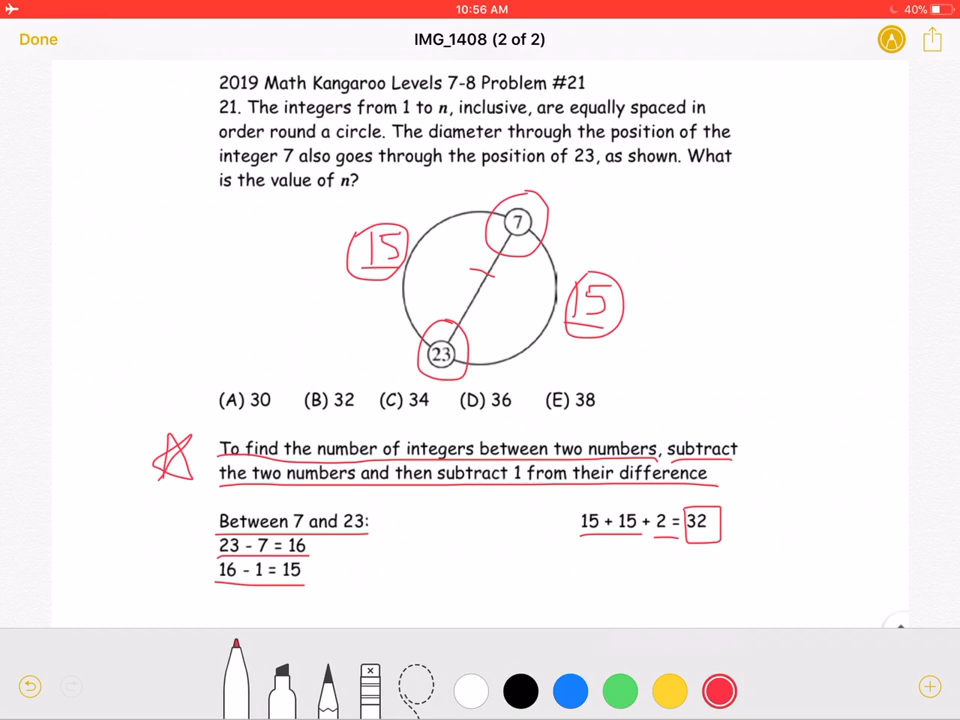 10:56 AM
40%
Done
IMG_1408 (2 of 2)
2019 Math Kangaroo Levels 7-8 Problem #21
21. The integers from 1 to n, inclusive, are equally spaced in
order round a circle. The diameter through the position of the
integer 7 also goes through the position of 23, as shown. What
is the value of n?
7
15
15
23
(A) 30 (B) 32 (C) 34 (D) 36 (E) 38
To find the number of integers between two numbers, subtract
the two numbers and then subtract 1 from their difference
Between 7 and 23:
15 + 15 + 2 = 32
23 - 7 = 16
16 - 1 = 15